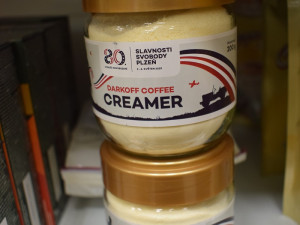 80
SLAVNOSTI
SVOBODY
PLZEŇ
DARKOFF COFFEE
CREAMER